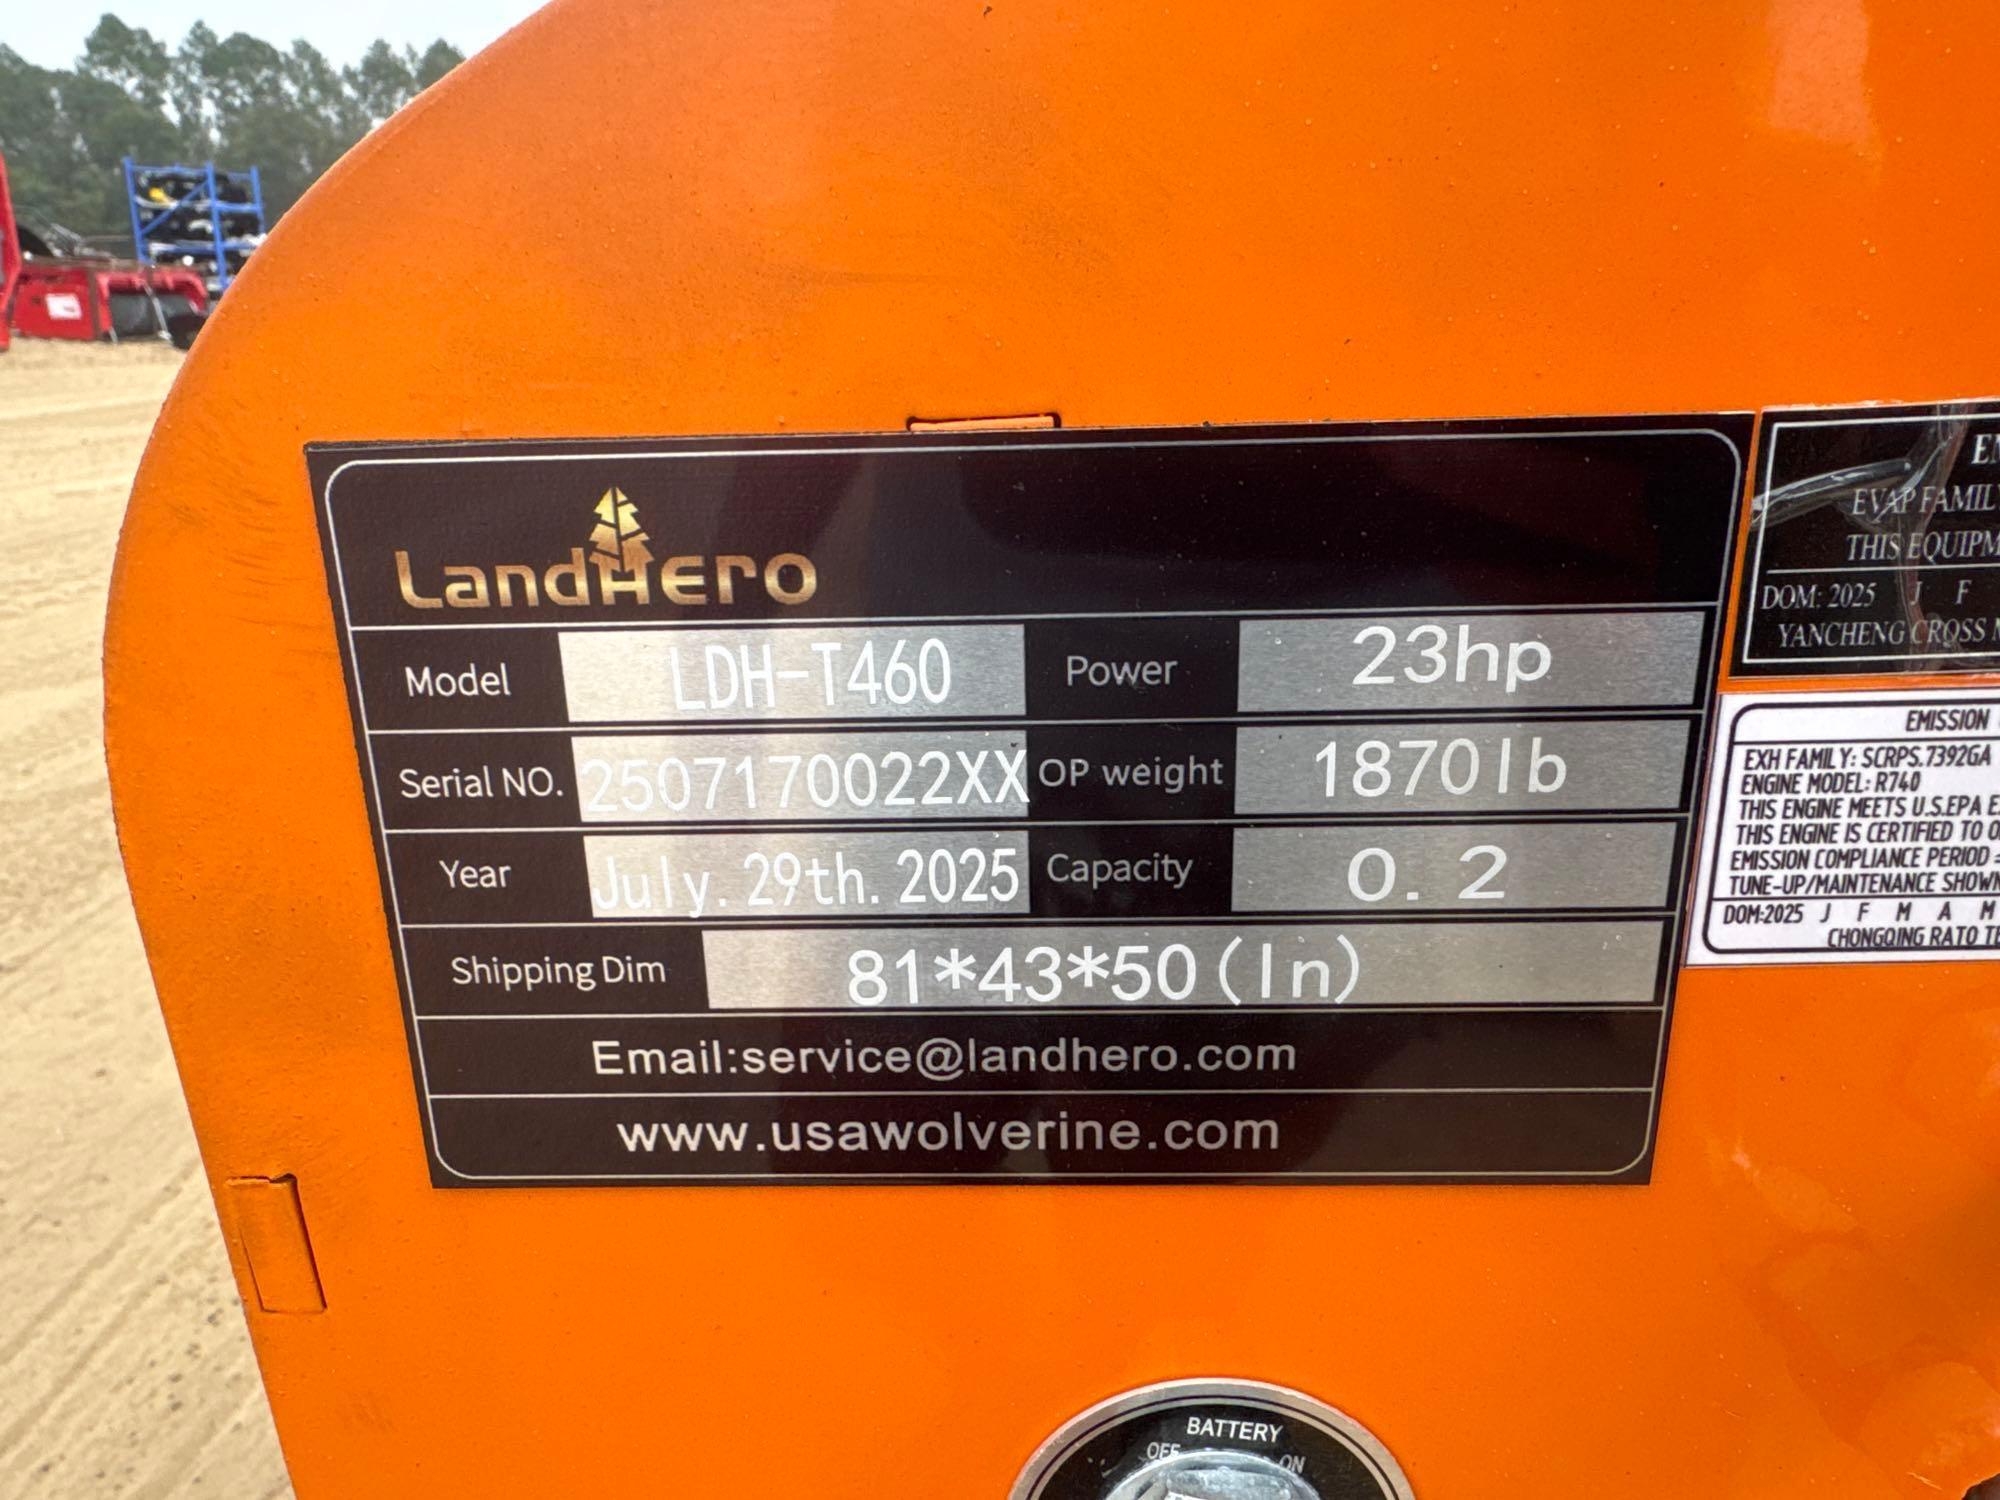 LandHero
Model LDH-T460 Power 23hp
Serial NO. 2507170022XX OP weight 1870lb
Year July.29th.2025 Capacity 0.2
Shipping Dim 81*43*50(In)
Email:service@landhero.com
www.usawolverine.com
EVAP FAMIL
THIS EQUIPM
DOM: 2025 J F
YANCHENG CROSS
EMISSION
EXH FAMILY: SCRPS.7392GA
ENGINE MODEL: R740
THIS ENGINE MEETS U.S.EPA E
THIS ENGINE IS CERTIFIED TO O
EMISSION COMPLIANCE PERIOD =
TUNE-UP/MAINTENANCE SHOWN
DOM:2025 J F M A M
CHONGQING RATO TE
BATTERY
OFF ON